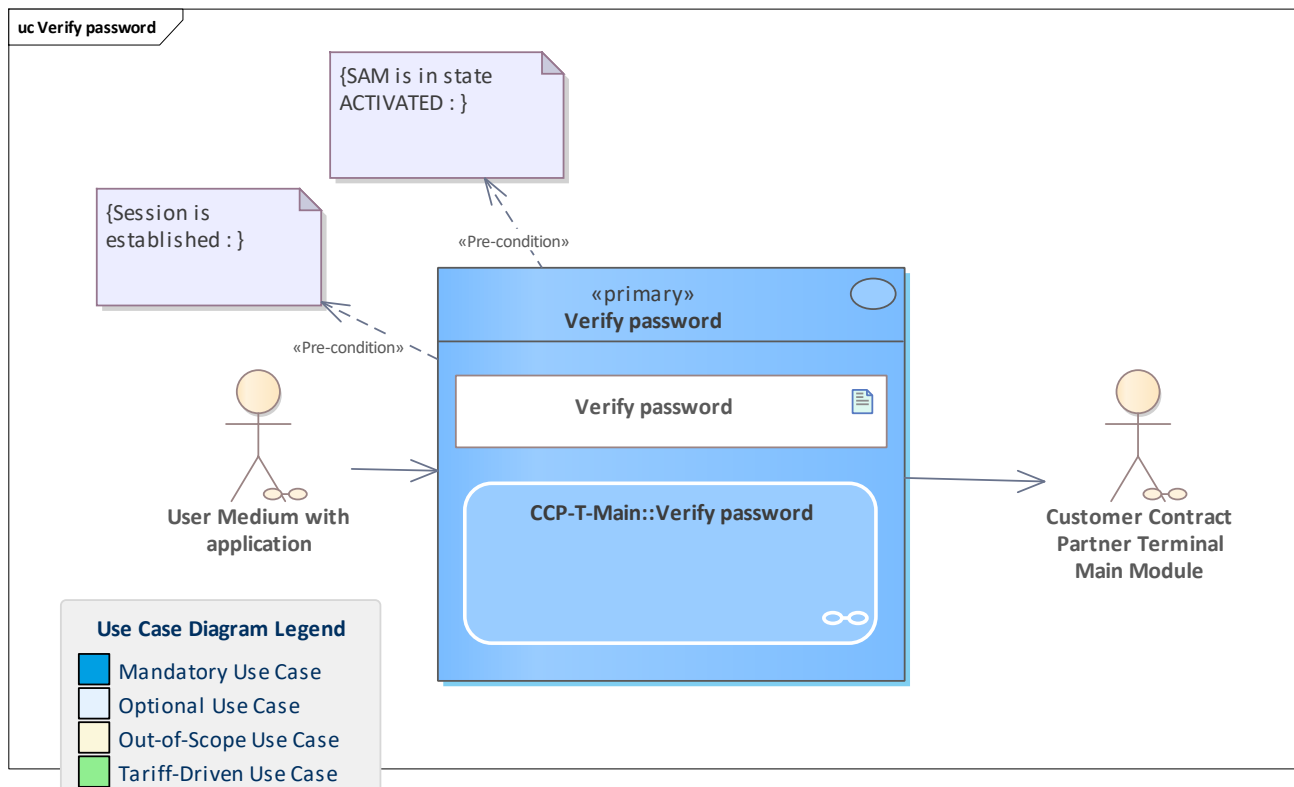 uc Verify password
{SAM is in state
ACTIVATED : }
{Session is
established : }
«Pre-condition»
«Pre-condition»
«primary»
Verify password
Verify password
CCP-T-Main::Verify password
User Medium with
application
Customer Contract
Partner Terminal
Main Module
Use Case Diagram Legend
Mandatory Use Case
Optional Use Case
Out-of-Scope Use Case
Tariff-Driven Use Case